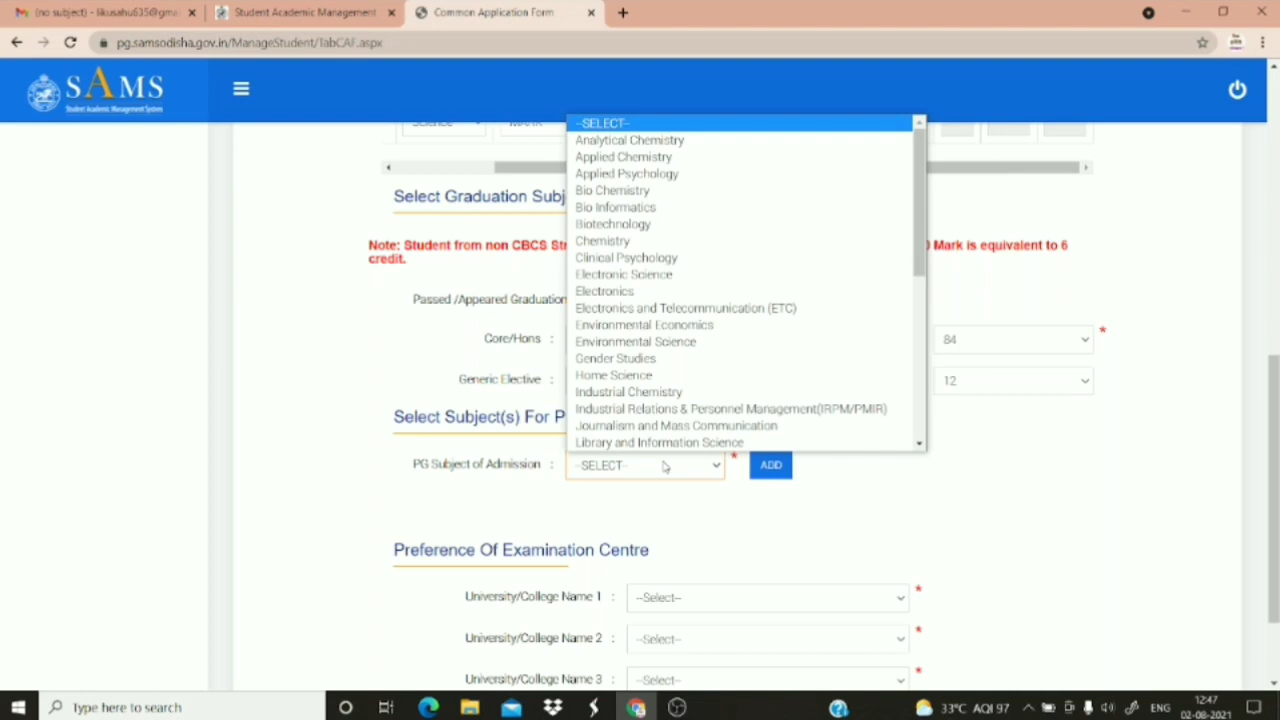 (no subject) - likusahu635@gmai
Student Academic Management
Common Application Form
pg.samsodisha.gov.in/ManageStudent/TabCAF.aspx
SAMS
Student Academic Management System
--SELECT--
Analytical Chemistry
Applied Chemistry
Applied Psychology
Bio Chemistry
Bio Informatics
Biotechnology
Chemistry
Clinical Psychology
Electronic Science
Electronics
Electronics and Telecommunication (ETC)
Environmental Economics
Environmental Science
Gender Studies
Home Science
Industrial Chemistry
Industrial Relations & Personnel Management(IRPM/PMIR)
Journalism and Mass Communication
Library and Information Science
Select Graduation Subj
Note: Student from non CBCS Str
Mark is equivalent to 6
credit.
Passed /Appeared Graduation
Core/Hons :
84
*
Generic Elective :
12
Select Subject(s) For P
PG Subject of Admission :
--SELECT--
*
ADD
Preference Of Examination Centre
University/College Name 1 :
--Select--
*
University/College Name 2 :
--Select--
*
University/College Name 3 :
--Select--
*
Type here to search
33°C AQI 97
ENG
12:47
02-08-2021